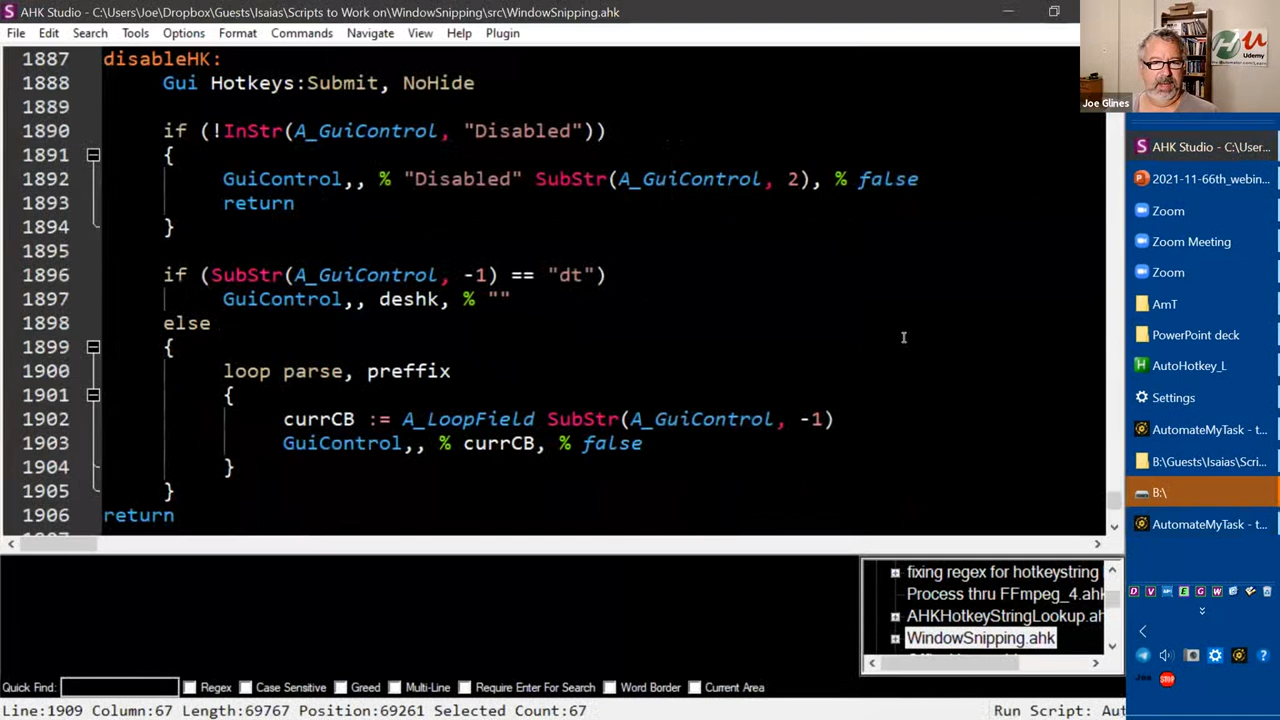 AHK Studio - C:\Users\Joe\Dropbox\Guests\Isaias\Scripts to Work on\WindowSnipping\src\WindowSnipping.ahk
File Edit Search Tools Options Format Commands Navigate View Help Plugin
1887 disableHK:
1888 Gui Hotkeys:Submit, NoHide
1889
1890 if (!InStr(A_GuiControl, "Disabled"))
1891 {
1892 GuiControl,, % "Disabled" SubStr(A_GuiControl, 2), % false
1893 return
1894 }
1895
1896 if (SubStr(A_GuiControl, -1) == "dt")
1897 GuiControl,, deshk, % ""
1898 else
1899 {
1900 loop parse, preffix
1901 {
1902 currCB := A_LoopField SubStr(A_GuiControl, -1)
1903 GuiControl,, % currCB, % false
1904 }
1905 }
1906 return
fixing regex for hotkeystring
Process thru FFmpeg_4.ahk
AHKHotkeyStringLookup.ah
WindowSnipping.ahk
Quick Find: Regex Case Sensitive Greed Multi-Line Require Enter For Search Word Border Current Area
Line:1909 Column:67 Length:69767 Position:69261 Selected Count:67 Run Script: Aut
Udemy
Joe Glines
AHK Studio - C:\User...
2021-11-66th_webin...
Zoom
Zoom Meeting
Zoom
AmT
PowerPoint deck
AutoHotkey_L
Settings
AutomateMyTask - t...
B:\Guests\Isaias\Scri...
B:\
AutomateMyTask - t...
D V E G W
Joe STOP